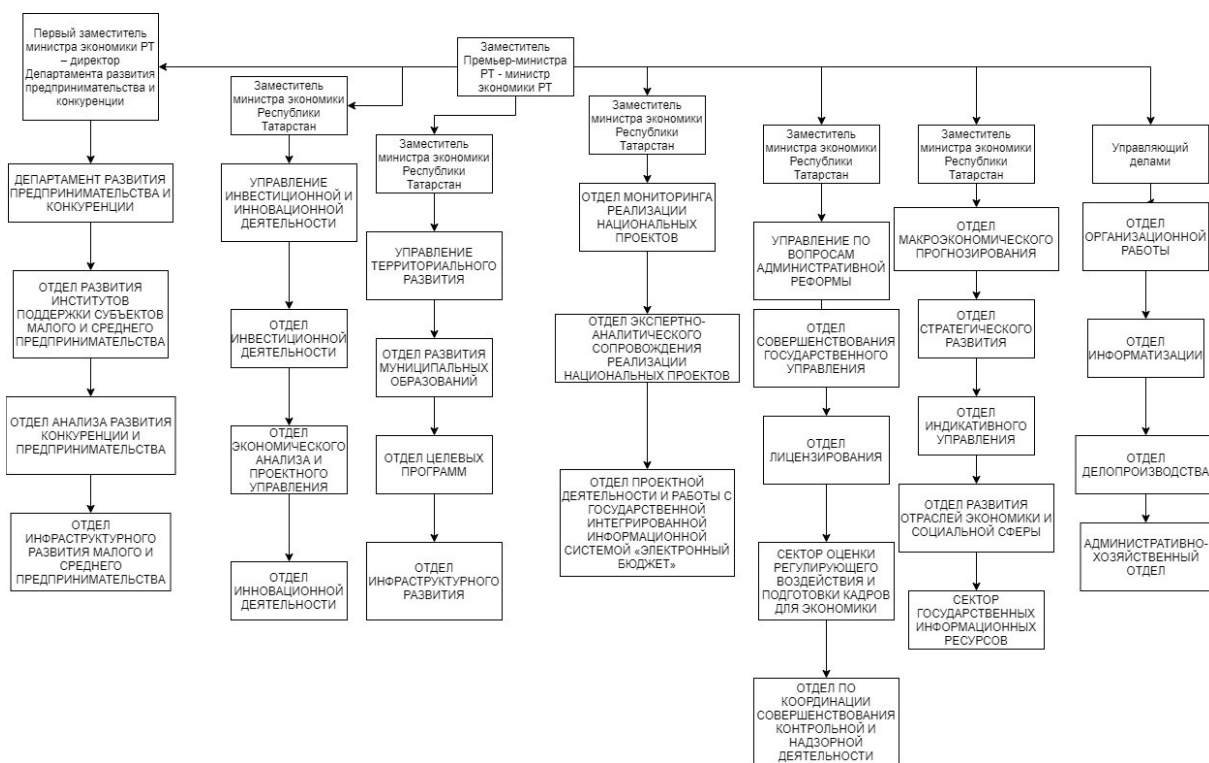 Первый заместитель
министра экономики РТ
– директор
Департамента развития
предпринимательства и
конкуренции
ДЕПАРТАМЕНТ РАЗВИТИЯ
ПРЕДПРИНИМАТЕЛЬСТВА И
КОНКУРЕНЦИИ
ОТДЕЛ РАЗВИТИЯ
ИНСТИТУТОВ
ПОДДЕРЖКИ СУБЪЕКТОВ
МАЛОГО И СРЕДНЕГО
ПРЕДПРИНИМАТЕЛЬСТВА
ОТДЕЛ АНАЛИЗА РАЗВИТИЯ
КОНКУРЕНЦИИ И
ПРЕДПРИНИМАТЕЛЬСТВА
ОТДЕЛ
ИНФРАСТРУКТУРНОГО
РАЗВИТИЯ МАЛОГО И
СРЕДНЕГО
ПРЕДПРИНИМАТЕЛЬСТВА
Заместитель
министра экономики
Республики
Татарстан
УПРАВЛЕНИЕ
ИНВЕСТИЦИОННОЙ И
ИННОВАЦИОННОЙ
ДЕЯТЕЛЬНОСТИ
ОТДЕЛ
ИНВЕСТИЦИОННОЙ
ДЕЯТЕЛЬНОСТИ
ОТДЕЛ
ЭКОНОМИЧЕСКОГО
АНАЛИЗА И
ПРОЕКТНОГО
УПРАВЛЕНИЯ
ОТДЕЛ
ИННОВАЦИОННОЙ
ДЕЯТЕЛЬНОСТИ
Заместитель
Премьер-министра
РТ - министр
экономики РТ
Заместитель
министра экономики
Республики
Татарстан
УПРАВЛЕНИЕ
ТЕРРИТОРИАЛЬНОГО
РАЗВИТИЯ
ОТДЕЛ РАЗВИТИЯ
МУНИЦИПАЛЬНЫХ
ОБРАЗОВАНИЙ
ОТДЕЛ ЦЕЛЕВЫХ
ПРОГРАММ
ОТДЕЛ
ИНФРАСТРУКТУРНОГО
РАЗВИТИЯ
Заместитель
министра экономики
Республики
Татарстан
ОТДЕЛ МОНИТОРИНГА
РЕАЛИЗАЦИИ
НАЦИОНАЛЬНЫХ
ПРОЕКТОВ
ОТДЕЛ ЭКСПЕРТНО-
АНАЛИТИЧЕСКОГО
СОПРОВОЖДЕНИЯ
РЕАЛИЗАЦИИ
НАЦИОНАЛЬНЫХ ПРОЕКТОВ
ОТДЕЛ ПРОЕКТНОЙ
ДЕЯТЕЛЬНОСТИ И РАБОТЫ С
ГОСУДАРСТВЕННОЙ
ИНТЕГРИРОВАННОЙ
ИНФОРМАЦИОННОЙ
СИСТЕМОЙ «ЭЛЕКТРОННЫЙ
БЮДЖЕТ»
Заместитель
министра экономики
Республики
Татарстан
УПРАВЛЕНИЕ ПО
ВОПРОСАМ
АДМИНИСТРАТИВНОЙ
РЕФОРМЫ
ОТДЕЛ
СОВЕРШЕНСТВОВАНИЯ
ГОСУДАРСТВЕННОГО
УПРАВЛЕНИЯ
ОТДЕЛ
ЛИЦЕНЗИРОВАНИЯ
СЕКТОР ОЦЕНКИ
РЕГУЛИРУЮЩЕГО
ВОЗДЕЙСТВИЯ И
ПОДГОТОВКИ КАДРОВ
ДЛЯ ЭКОНОМИКИ
ОТДЕЛ ПО
КООРДИНАЦИИ
СОВЕРШЕНСТВОВАНИЯ
КОНТРОЛЬНОЙ И
НАДЗОРНОЙ
ДЕЯТЕЛЬНОСТИ
Заместитель
министра экономики
Республики
Татарстан
ОТДЕЛ
МАКРОЭКОНОМИЧЕСКОГО
ПРОГНОЗИРОВАНИЯ
ОТДЕЛ
СТРАТЕГИЧЕСКОГО
РАЗВИТИЯ
ОТДЕЛ
ИНДИКАТИВНОГО
УПРАВЛЕНИЯ
ОТДЕЛ РАЗВИТИЯ
ОТРАСЛЕЙ ЭКОНОМИКИ И
СОЦИАЛЬНОЙ СФЕРЫ
СЕКТОР
ГОСУДАРСТВЕННЫХ
ИНФОРМАЦИОННЫХ
РЕСУРСОВ
Управляющий
делами
ОТДЕЛ
ОРГАНИЗАЦИОННОЙ
РАБОТЫ
ОТДЕЛ
ИНФОРМАТИЗАЦИИ
ОТДЕЛ
ДЕЛОПРОИЗВОДСТВА
АДМИНИСТРАТИВНО-
ХОЗЯЙСТВЕННЫЙ
ОТДЕЛ